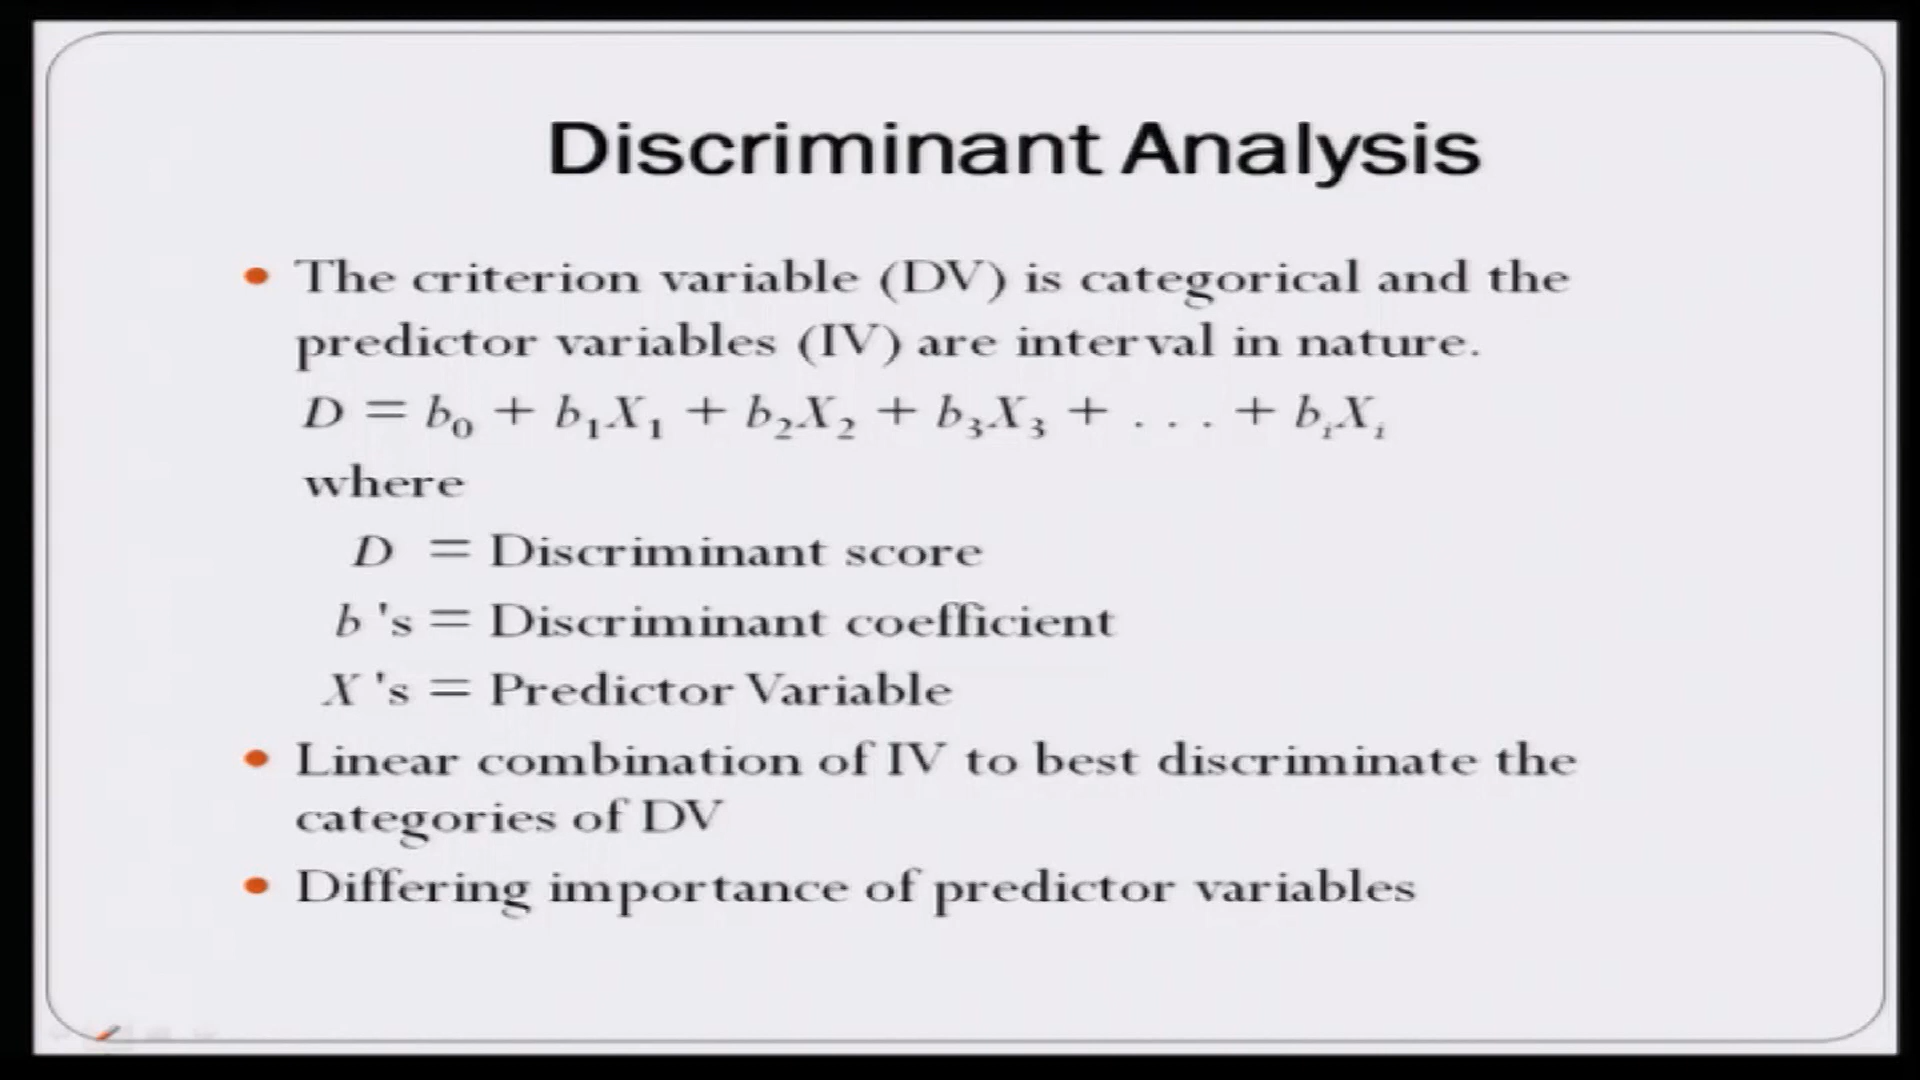 Discriminant Analysis
• The criterion variable (DV) is categorical and the
predictor variables (IV) are interval in nature.
D = b₀ + b₁X₁ + b₂X₂ + b₃X₃ + . . . + bᵢXᵢ
where
D = Discriminant score
b 's = Discriminant coefficient
X 's = Predictor Variable
• Linear combination of IV to best discriminate the
categories of DV
• Differing importance of predictor variables